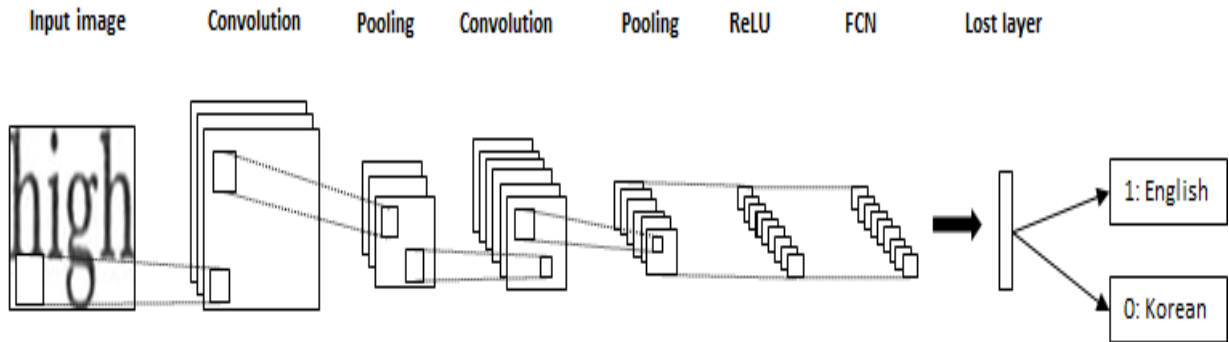 Input image Convolution Pooling Convolution Pooling ReLU FCN Lost layer
high
1: English
0: Korean